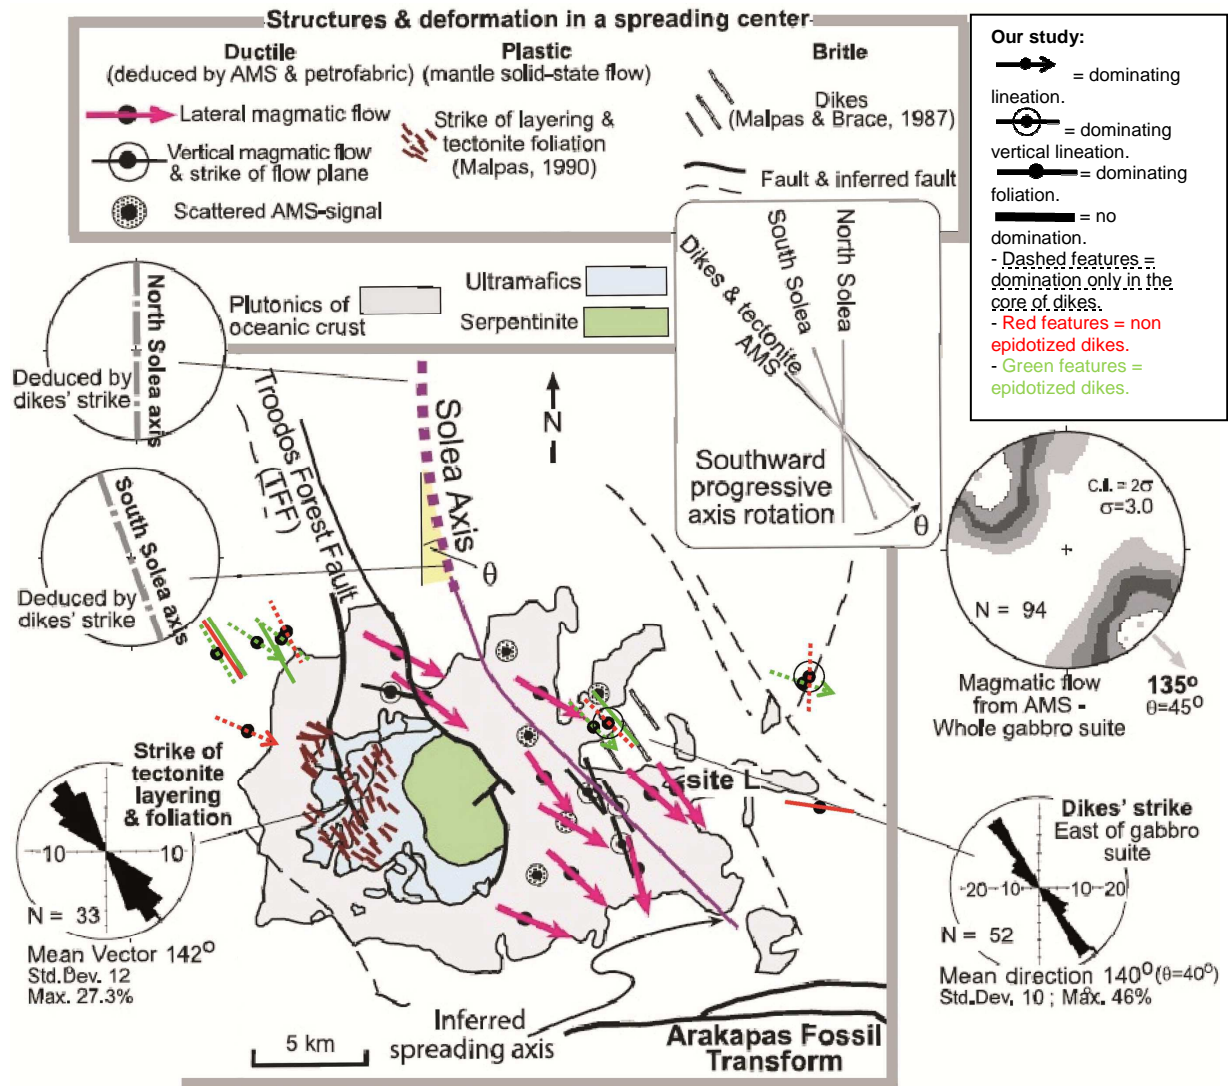 Structures & deformation in a spreading center
Ductile
(deduced by AMS & petrofabric)
Lateral magmatic flow
Vertical magmatic flow
& strike of flow plane
Scattered AMS-signal
Plastic
(mantle solid-state flow)
Strike of layering &
tectonite foliation
(Malpas, 1990)
Britle
Dikes
(Malpas & Brace, 1987)
Fault & inferred fault
Our study:
= dominating
lineation.
= dominating
vertical lineation.
= dominating
foliation.
= no
domination.
- Dashed features =
domination only in the
core of dikes.
- Red features = non
epidotized dikes.
- Green features =
epidotized dikes.
Plutonics of
oceanic crust
Ultramafics
Serpentinite
North Solea axis
Deduced by
dikes' strike
South Solea axis
Deduced by
dikes' strike
Dikes & tectonite
AMS
South Solea
North Solea
Southward
progressive
axis rotation
θ
Troodos Forest Fault
(TFF)
Solea Axis
N
θ
c.I. = 2σ
σ=3.0
N = 94
Magmatic flow
from AMS -
Whole gabbro suite
135º
θ=45º
Strike of
tectonite
layering
& foliation
10 10
N = 33
Mean Vector 142º
Std.Dev. 12
Max. 27.3%
site L
Dikes' strike
East of gabbro
suite
-20 -10 10 20
N = 52
Mean direction 140º (θ=40º)
Std.Dev. 10 ; Max. 46%
Inferred
spreading axis
5 km
Arakapas Fossil
Transform